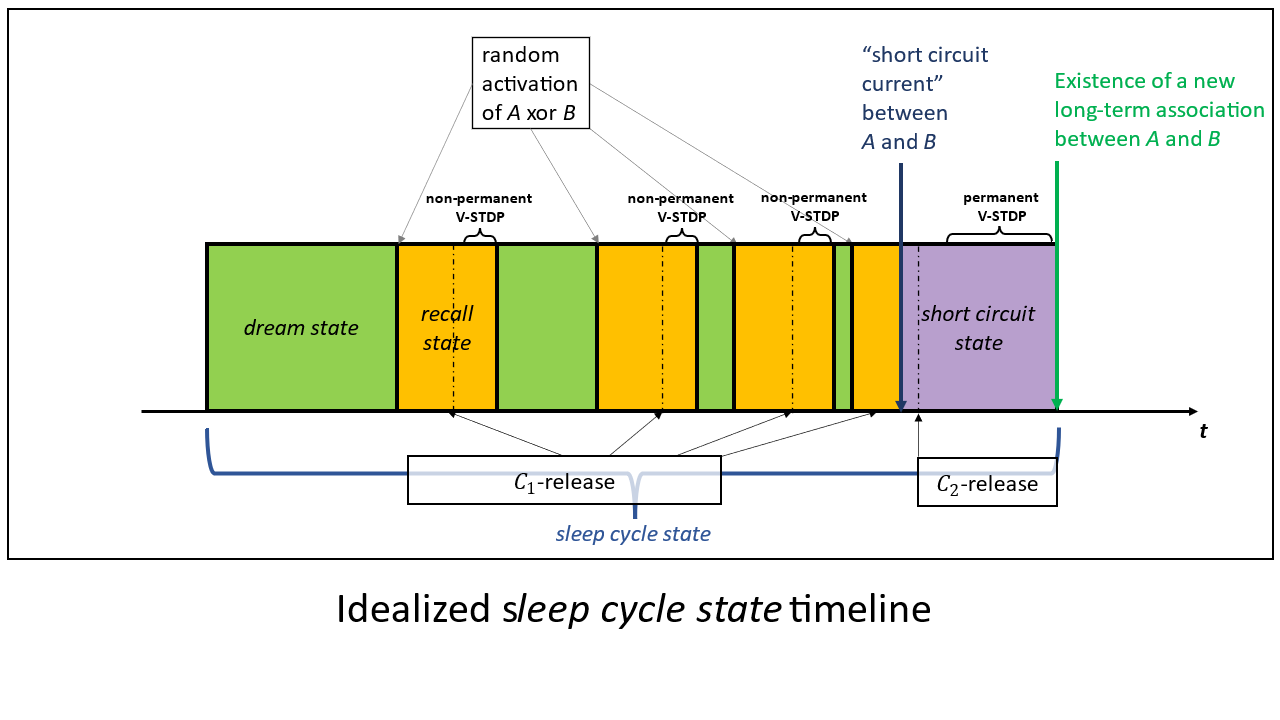 random
activation
of A xor B
“short circuit
current”
between
A and B
Existence of a new
long-term association
between A and B
non-permanent
V-STDP
non-permanent
V-STDP
non-permanent
V-STDP
permanent
V-STDP
dream state
recall
state
short circuit
state
t
C₁-release
C₂-release
sleep cycle state
Idealized sleep cycle state timeline